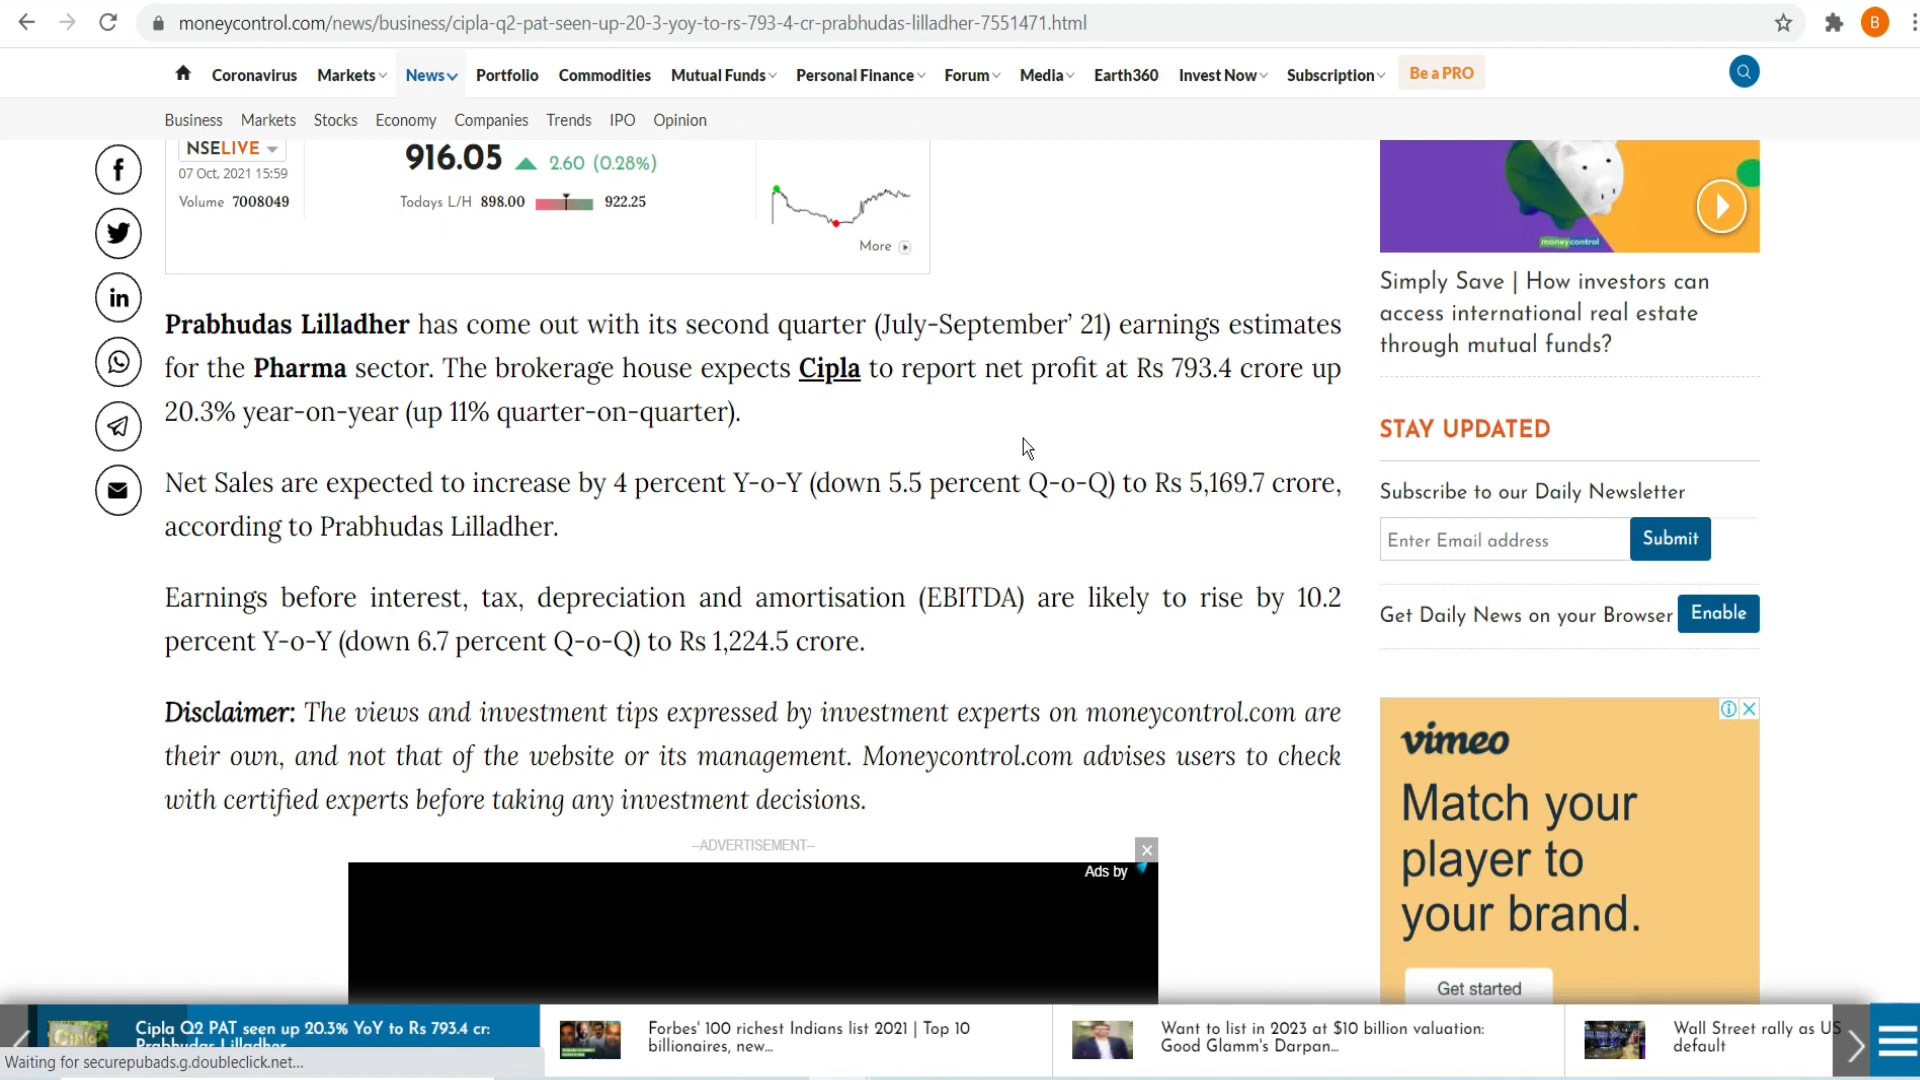 moneycontrol.com/news/business/cipla-q2-pat-seen-up-20-3-yoy-to-rs-793-4-cr-prabhudas-lilladher-7551471.html
B
Coronavirus Markets News Portfolio Commodities Mutual Funds Personal Finance Forum Media Earth360 Invest Now Subscription Be a PRO
Business Markets Stocks Economy Companies Trends IPO Opinion
NSELIVE
07 Oct, 2021 15:59
Volume 7008049
916.05 2.60 (0.28%)
Todays L/H 898.00 922.25
More
Prabhudas Lilladher has come out with its second quarter (July-September' 21) earnings estimates
for the Pharma sector. The brokerage house expects Cipla to report net profit at Rs 793.4 crore up
20.3% year-on-year (up 11% quarter-on-quarter).
Net Sales are expected to increase by 4 percent Y-o-Y (down 5.5 percent Q-o-Q) to Rs 5,169.7 crore,
according to Prabhudas Lilladher.
Earnings before interest, tax, depreciation and amortisation (EBITDA) are likely to rise by 10.2
percent Y-o-Y (down 6.7 percent Q-o-Q) to Rs 1,224.5 crore.
Disclaimer: The views and investment tips expressed by investment experts on moneycontrol.com are
their own, and not that of the website or its management. Moneycontrol.com advises users to check
with certified experts before taking any investment decisions.
--ADVERTISEMENT--
Ads by
moneycontrol
Simply Save | How investors can
access international real estate
through mutual funds?
STAY UPDATED
Subscribe to our Daily Newsletter
Enter Email address Submit
Get Daily News on your Browser Enable
vimeo
Match your
player to
your brand.
Get started
Cipla Q2 PAT seen up 20.3% YoY to Rs 793.4 cr:
Prabhudas Lilladher
Forbes' 100 richest Indians list 2021 | Top 10
billionaires, new...
Want to list in 2023 at $10 billion valuation:
Good Glamm's Darpan...
Wall Street rally as US
default
Waiting for securepubads.g.doubleclick.net...